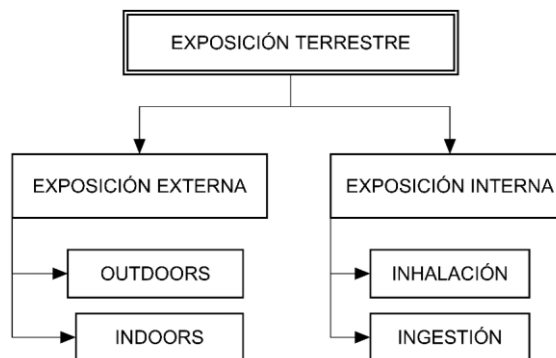 EXPOSICIÓN TERRESTRE
EXPOSICIÓN EXTERNA
EXPOSICIÓN INTERNA
OUTDOORS
INHALACIÓN
INDOORS
INGESTIÓN